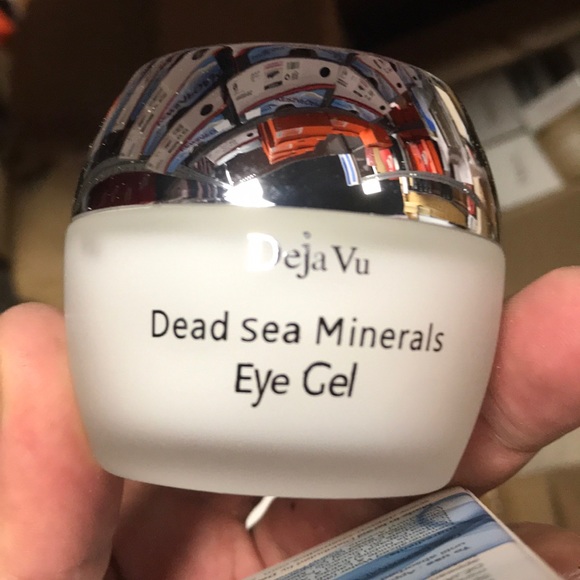 Deja Vu
Dead sea Minerals
Eye Gel